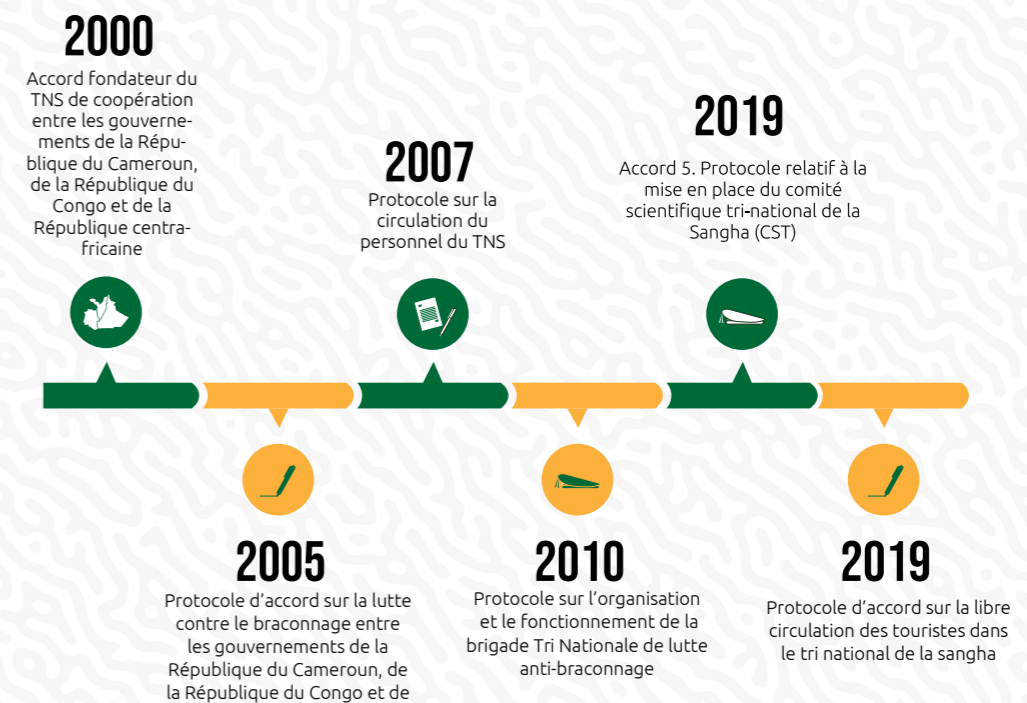 2000
Accord fondateur du
TNS de coopération
entre les gouverne-
ments de la Répu-
blique du Cameroun,
de la République du
Congo et de la
République centra-
fricaine
2005
Protocole d'accord sur la lutte
contre le braconnage entre
les gouvernements de la
République du Cameroun, de
la République du Congo et de
2007
Protocole sur la
circulation du
personnel du TNS
2010
Protocole sur l'organisation
et le fonctionnement de la
brigade Tri Nationale de lutte
anti-braconnage
2019
Accord 5. Protocole relatif à la
mise en place du comité
scientifique tri-national de la
Sangha (CST)
2019
Protocole d'accord sur la libre
circulation des touristes dans
le tri national de la sangha